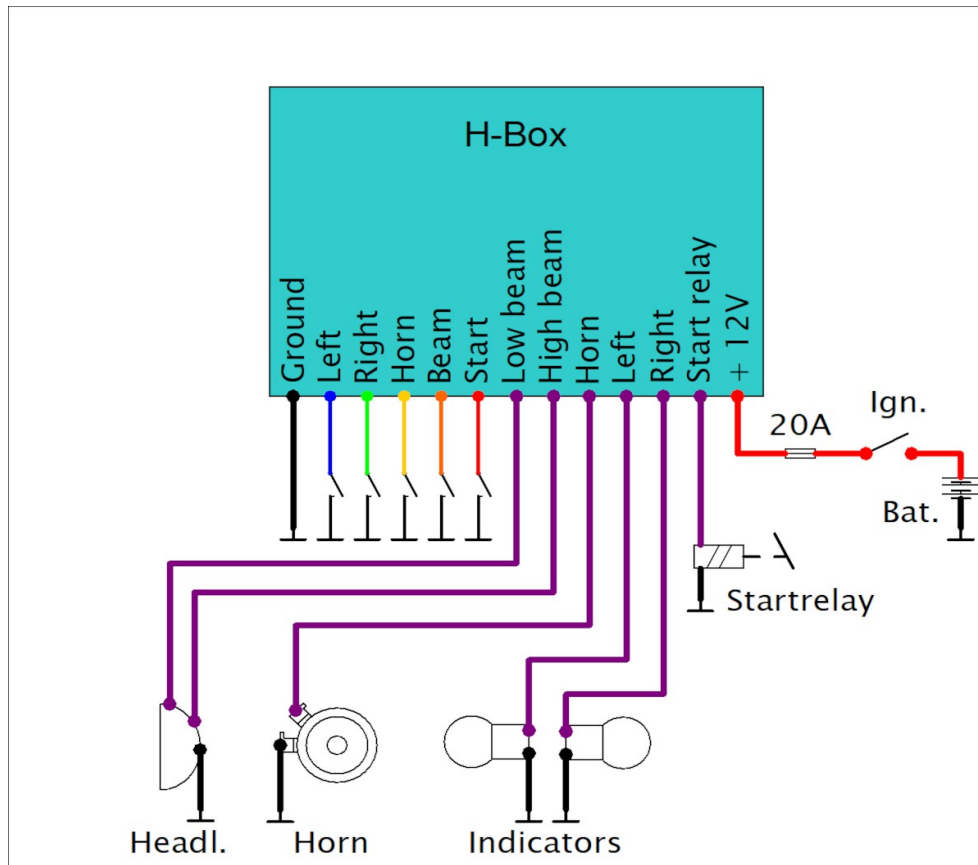 H-Box
Ground
Left
Right
Horn
Beam
Start
Low beam
High beam
Horn
Left
Right
Start relay
+ 12V
20A
Ign.
Bat.
Startrelay
Headl.
Horn
Indicators